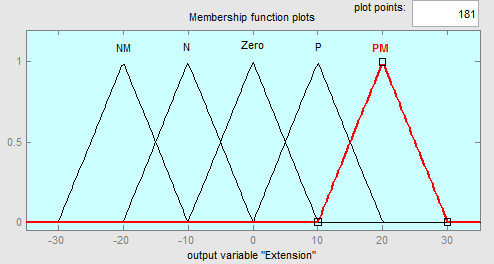 plot points:
Membership function plots
181
NM N Zero P PM
1
0.5
0
-30 -20 -10 0 10 20 30
output variable "Extension"